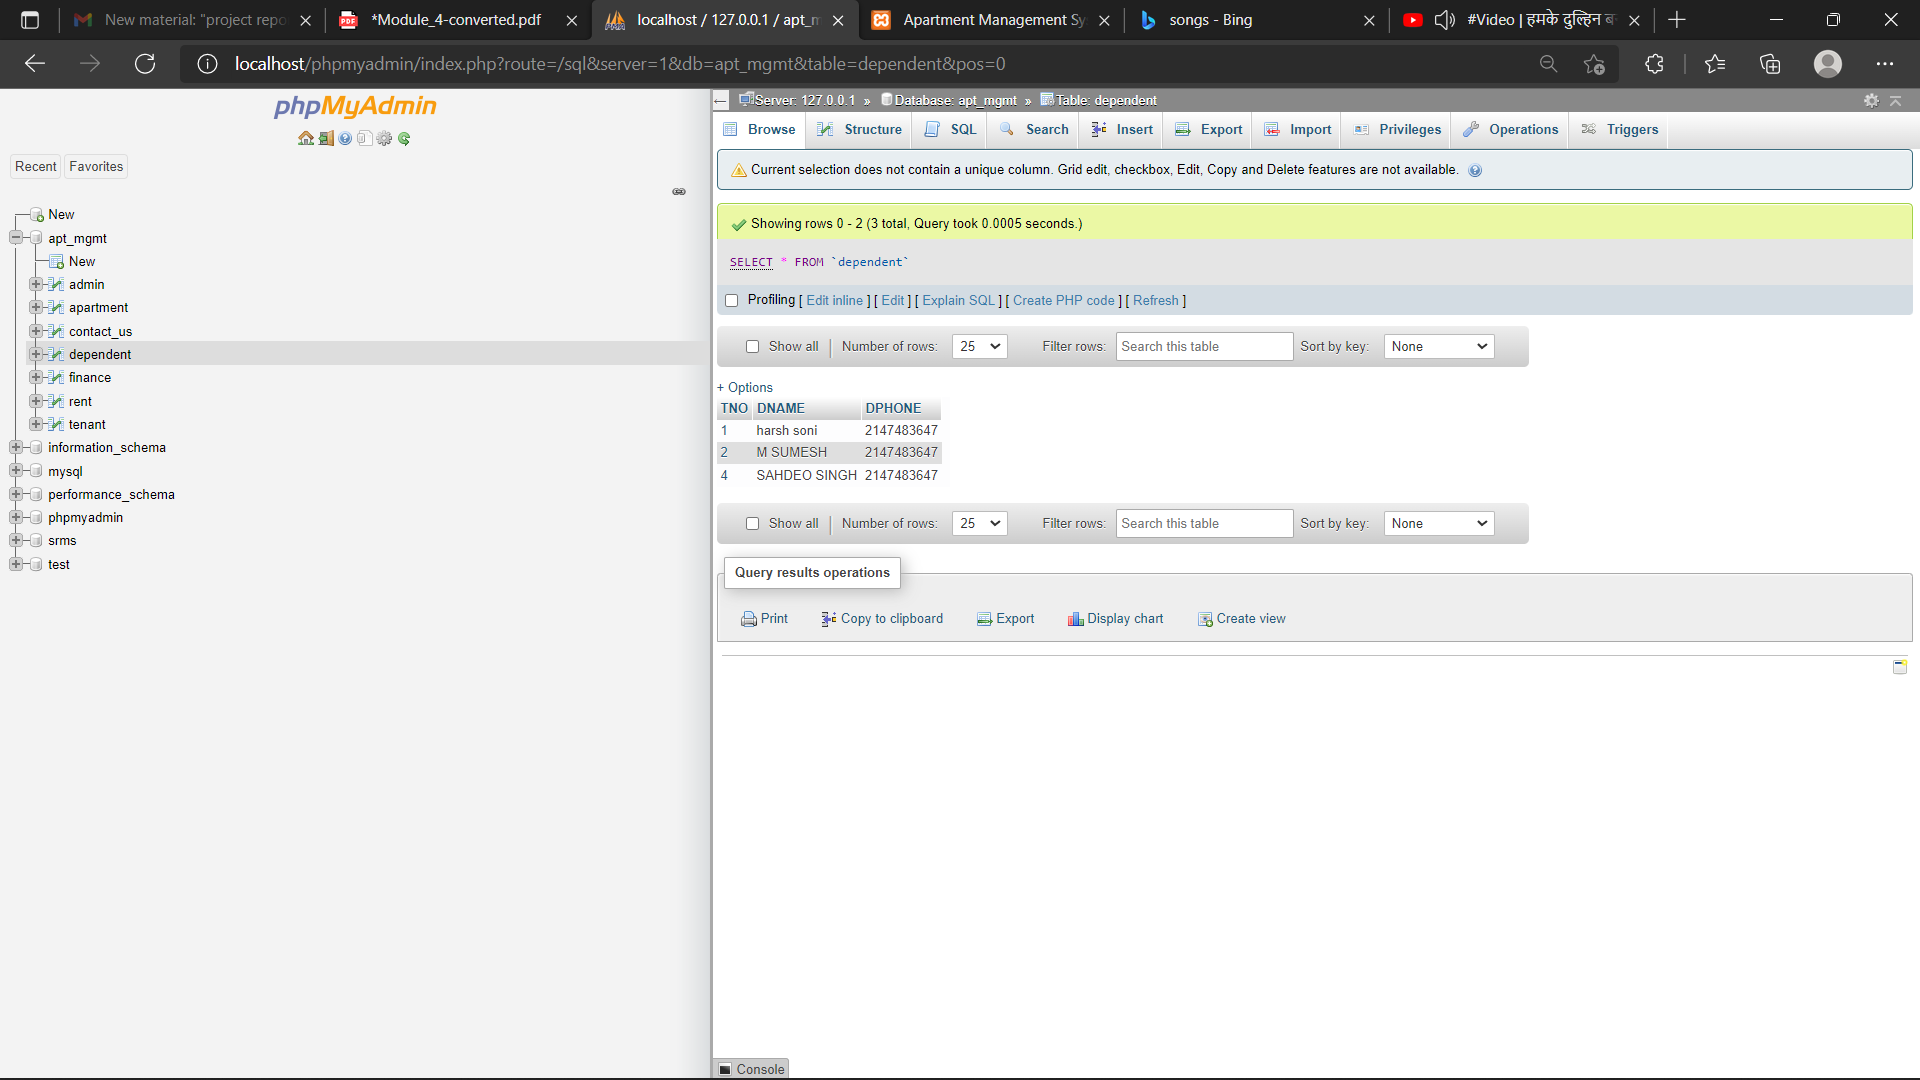 New material: "project repo
*Module_4-converted.pdf
localhost / 127.0.0.1 / apt_m
Apartment Management Sy
songs - Bing
#Video | हमके दुल्हिन ब
localhost/phpmyadmin/index.php?route=/sql&server=1&db=apt_mgmt&table=dependent&pos=0
phpMyAdmin
Recent Favorites
New
apt_mgmt
New
admin
apartment
contact_us
dependent
finance
rent
tenant
information_schema
mysql
performance_schema
phpmyadmin
srms
test
Server: 127.0.0.1 » Database: apt_mgmt » Table: dependent
Browse Structure SQL Search Insert Export Import Privileges Operations Triggers
Current selection does not contain a unique column. Grid edit, checkbox, Edit, Copy and Delete features are not available.
Showing rows 0 - 2 (3 total, Query took 0.0005 seconds.)
SELECT * FROM `dependent`
Profiling [ Edit inline ] [ Edit ] [ Explain SQL ] [ Create PHP code ] [ Refresh ]
Show all | Number of rows: 25 Filter rows: Search this table Sort by key: None
+ Options
TNO DNAME DPHONE
1 harsh soni 2147483647
2 M SUMESH 2147483647
4 SAHDEO SINGH 2147483647
Show all | Number of rows: 25 Filter rows: Search this table Sort by key: None
Query results operations
Print Copy to clipboard Export Display chart Create view
Console